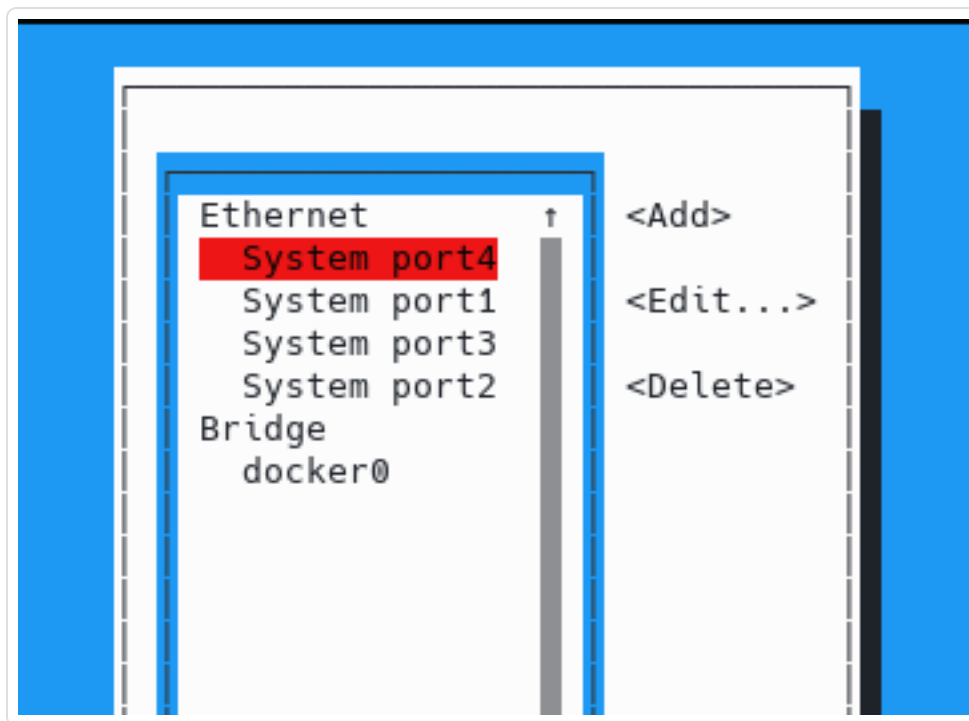 Ethernet ↑ <Add>
System port4
System port1 <Edit...>
System port3
System port2 <Delete>
Bridge
docker0